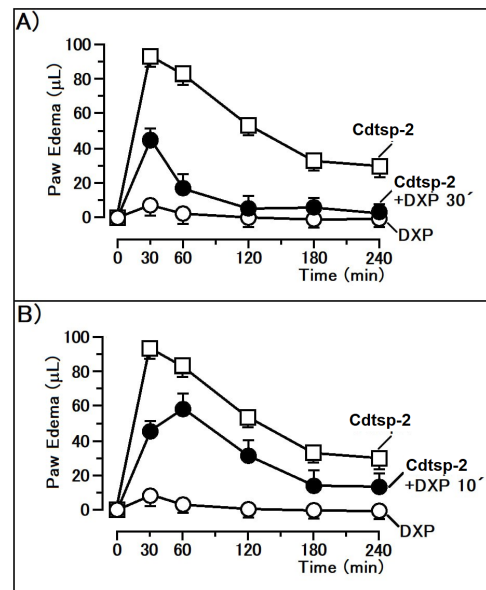 A)
100
80
60
40
20
0
Paw Edema (µL)
Cdtsp-2
Cdtsp-2
+DXP 30´
DXP
0 30 60 120 180 240
Time (min)
B)
100
80
60
40
20
0
Paw Edema (µL)
Cdtsp-2
Cdtsp-2
+DXP 10´
DXP
0 30 60 120 180 240
Time (min)